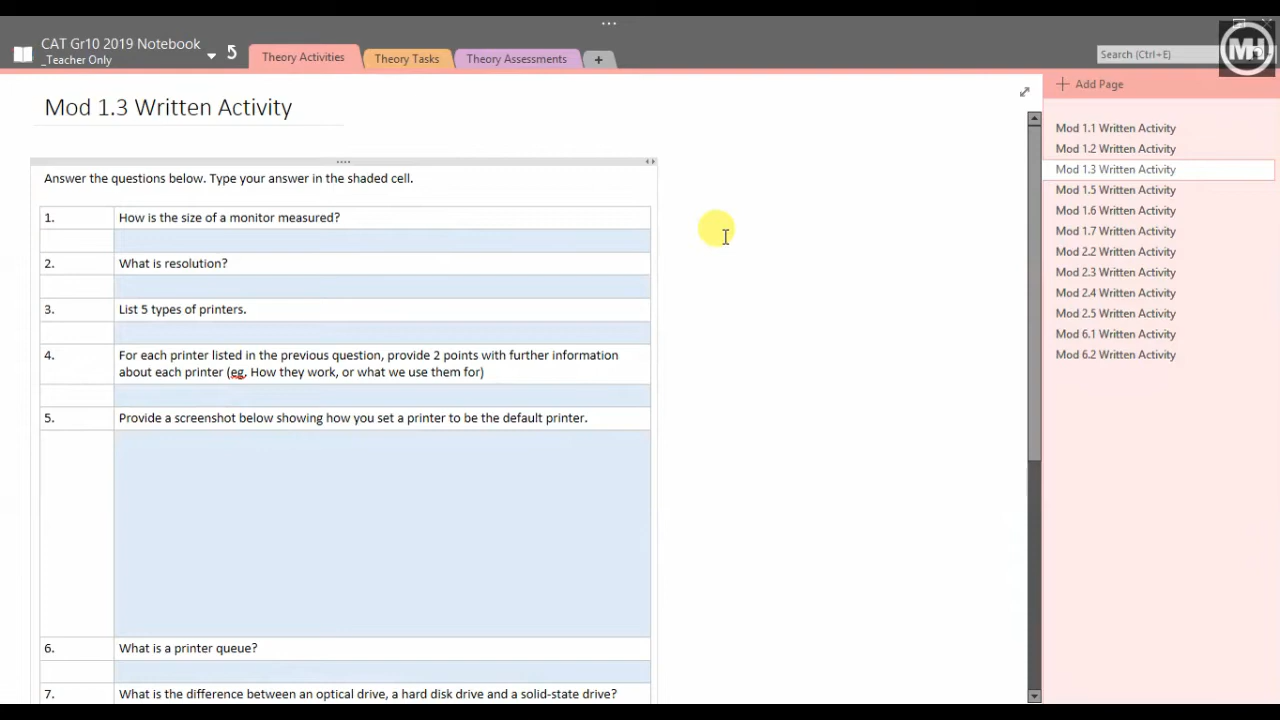 CAT Gr10 2019 Notebook
_Teacher Only
Theory Activities
Theory Tasks
Theory Assessments
+
Search (Ctrl+E)
MJ
Mod 1.3 Written Activity
Answer the questions below. Type your answer in the shaded cell.
1. How is the size of a monitor measured?
2. What is resolution?
3. List 5 types of printers.
4. For each printer listed in the previous question, provide 2 points with further information
about each printer (eg. How they work, or what we use them for)
5. Provide a screenshot below showing how you set a printer to be the default printer.
6. What is a printer queue?
7. What is the difference between an optical drive, a hard disk drive and a solid-state drive?
Add Page
Mod 1.1 Written Activity
Mod 1.2 Written Activity
Mod 1.3 Written Activity
Mod 1.5 Written Activity
Mod 1.6 Written Activity
Mod 1.7 Written Activity
Mod 2.2 Written Activity
Mod 2.3 Written Activity
Mod 2.4 Written Activity
Mod 2.5 Written Activity
Mod 6.1 Written Activity
Mod 6.2 Written Activity